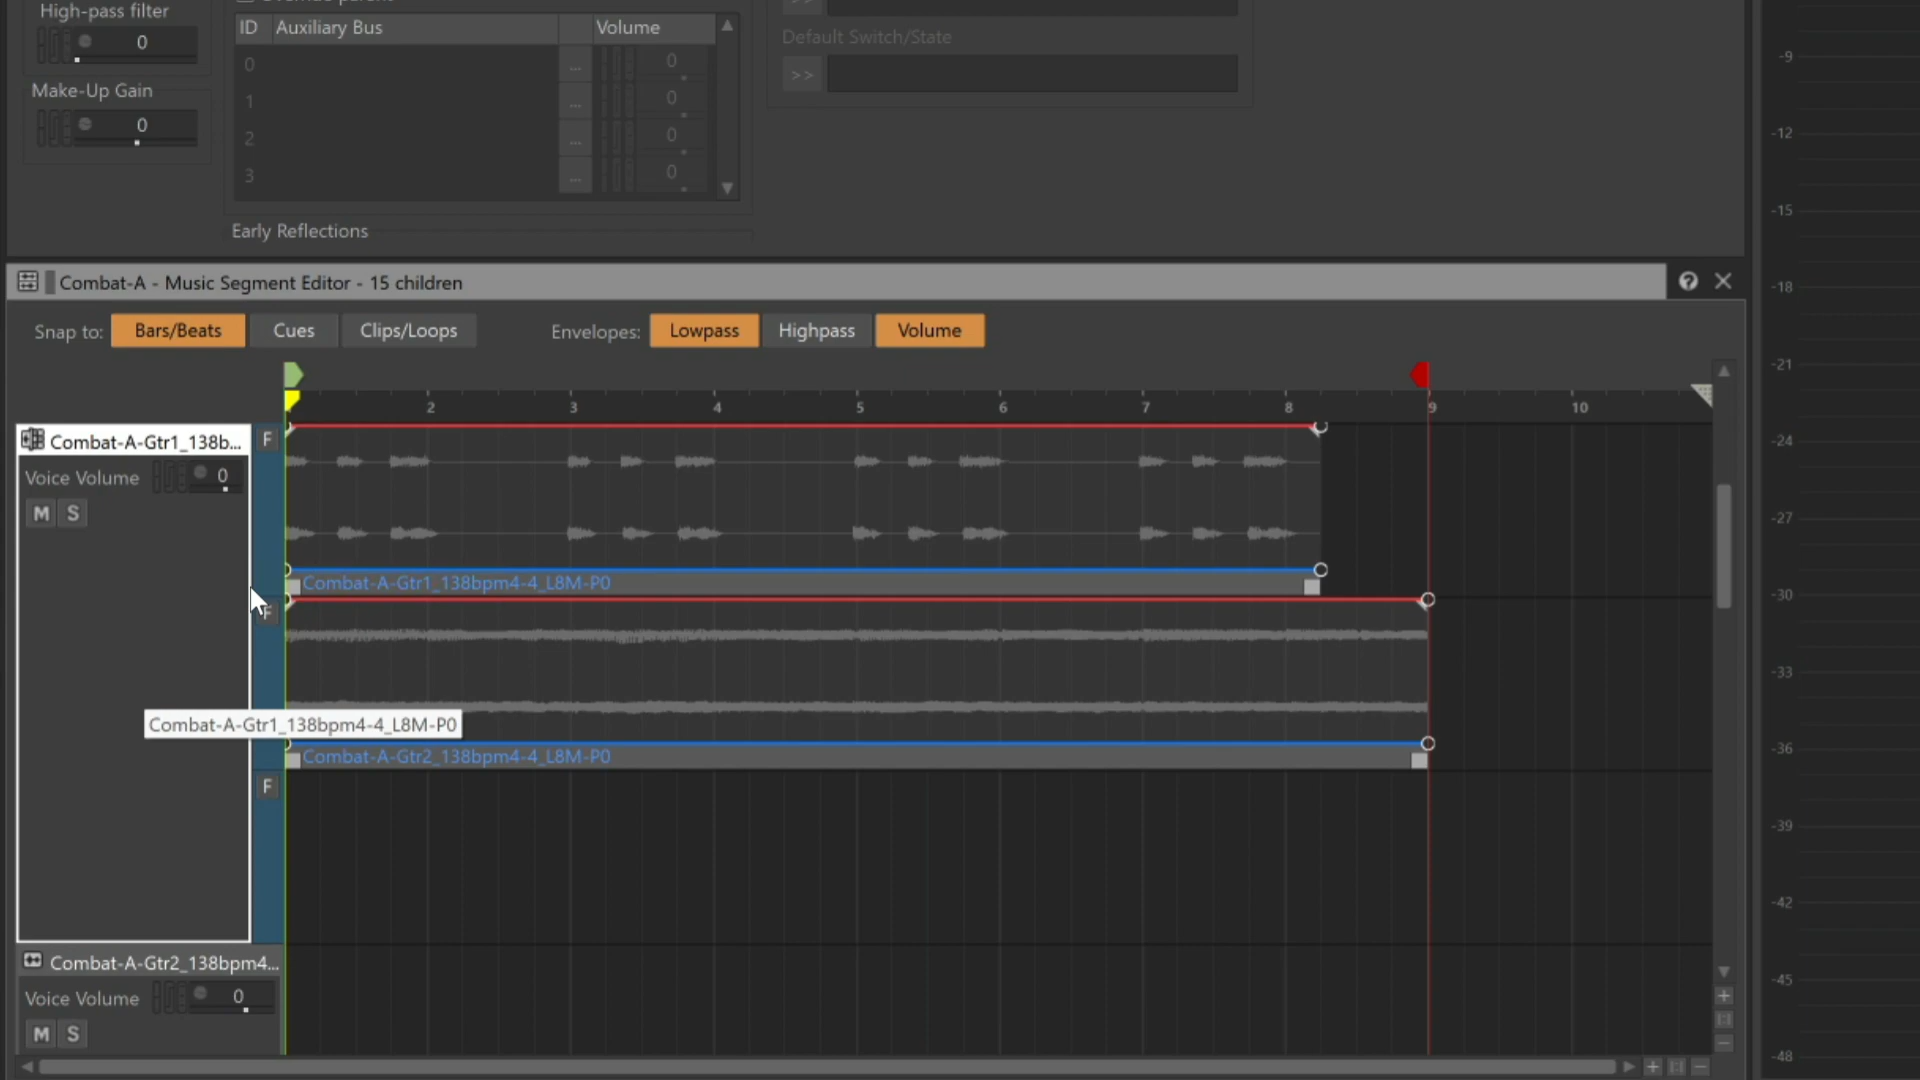 High-pass filter
0
Make-Up Gain
0
ID Auxiliary Bus Volume
0 ... 0
1 ... 0
2 ... 0
3 ... 0
Early Reflections
>>
Default Switch/State
>>
Combat-A - Music Segment Editor - 15 children
Snap to: Bars/Beats Cues Clips/Loops Envelopes: Lowpass Highpass Volume
2 3 4 5 6 7 8 9 10
Combat-A-Gtr1_138b...
F
Voice Volume 0
M S
Combat-A-Gtr1_138bpm4-4_L8M-P0
F
Combat-A-Gtr1_138bpm4-4_L8M-P0
Combat-A-Gtr2_138bpm4-4_L8M-P0
F
Combat-A-Gtr2_138bpm4...
Voice Volume 0
M S
-9
-12
-15
-18
-21
-24
-27
-30
-33
-36
-39
-42
-45
-48